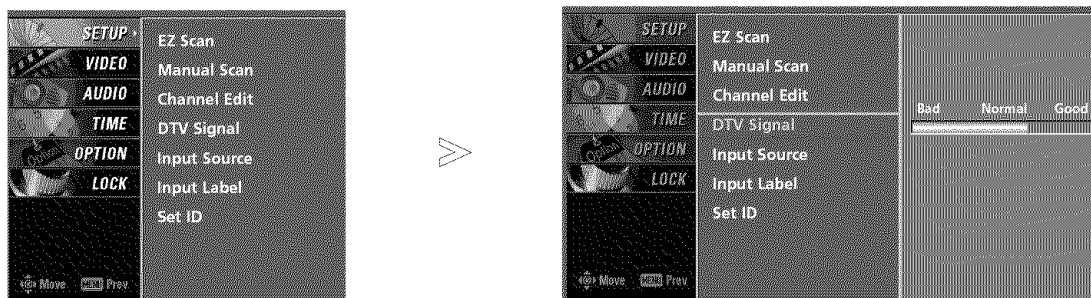 SETUP
VIDEO
AUDIO
TIME
OPTION
LOCK
EZ Scan
Manual Scan
Channel Edit
DTV Signal
Input Source
Input Label
Set ID
Move MENU Prev
>
SETUP
VIDEO
AUDIO
TIME
OPTION
LOCK
EZ Scan
Manual Scan
Channel Edit
DTV Signal
Input Source
Input Label
Set ID
Bad Normal Good
Move MENU Prev